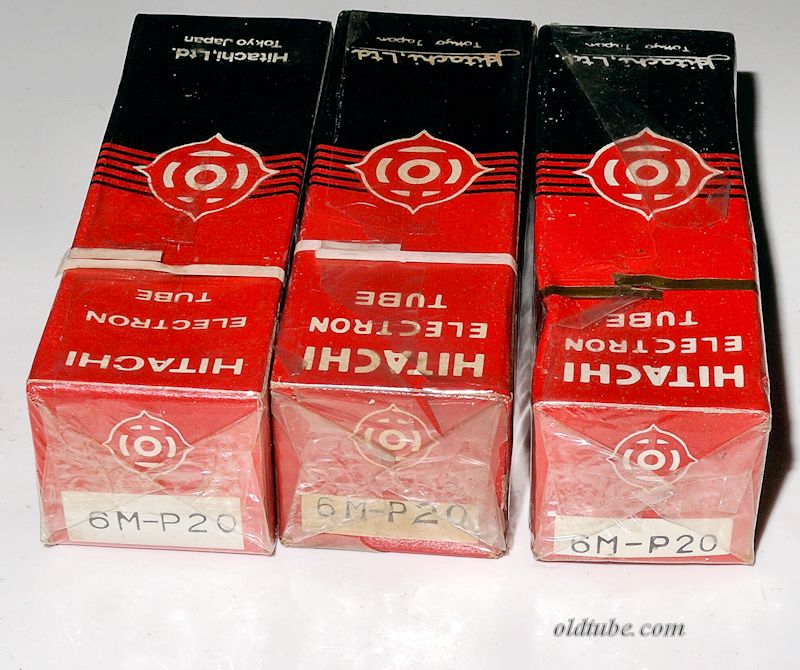 HITACHI
ELECTRON
TUBE
Hitachi, Ltd.
Tokyo Japan
6M-P20
HITACHI
ELECTRON
TUBE
Hitachi, Ltd.
Tokyo Japan
6M-P20
HITACHI
ELECTRON
TUBE
Hitachi, Ltd.
Tokyo Japan
6M-P20
oldtube.com